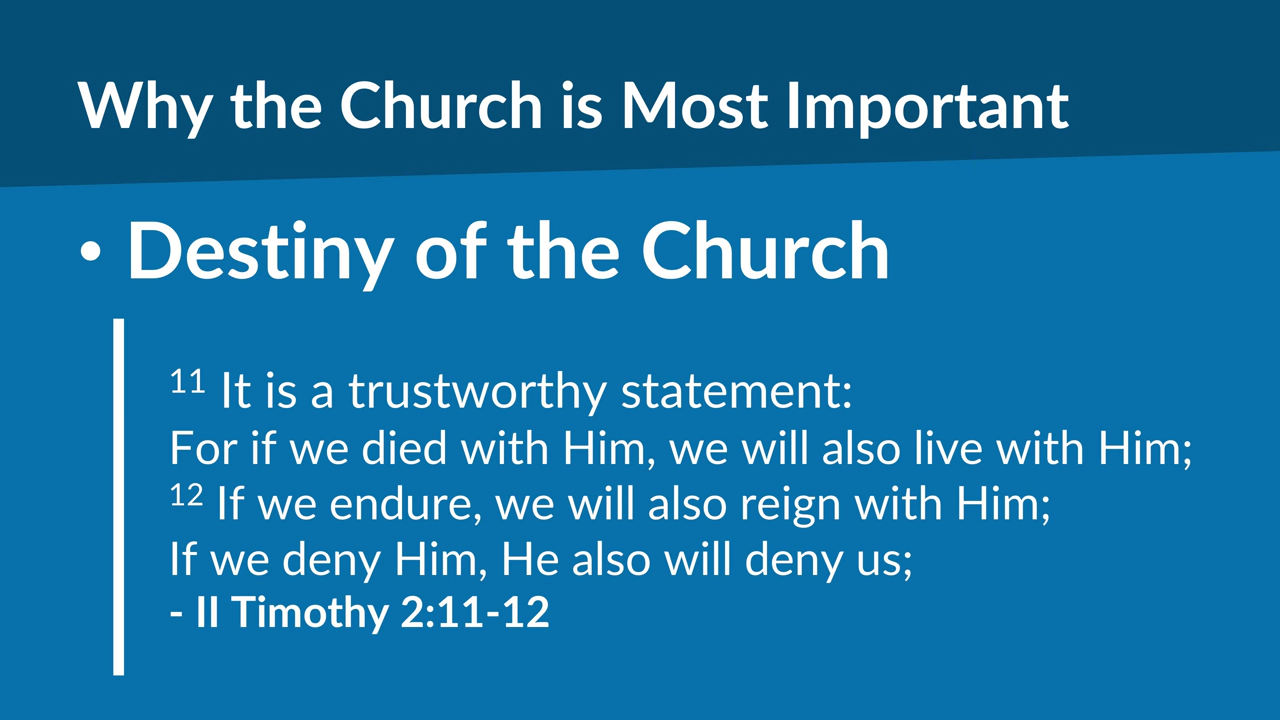 Why the Church is Most Important
• Destiny of the Church
11 It is a trustworthy statement:
For if we died with Him, we will also live with Him;
12 If we endure, we will also reign with Him;
If we deny Him, He also will deny us;
- II Timothy 2:11-12